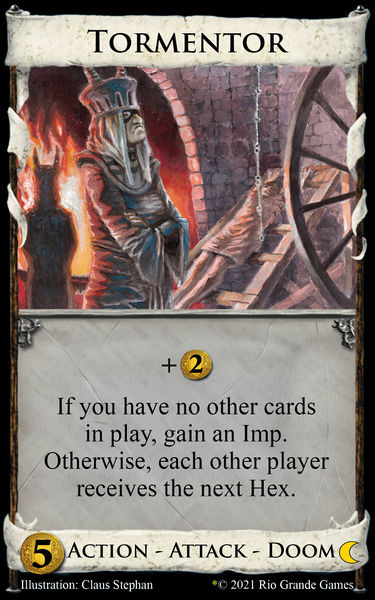 TORMENTOR
+2
If you have no other cards
in play, gain an Imp.
Otherwise, each other player
receives the next Hex.
5 ACTION - ATTACK - DOOM
Illustration: Claus Stephan *© 2021 Rio Grande Games